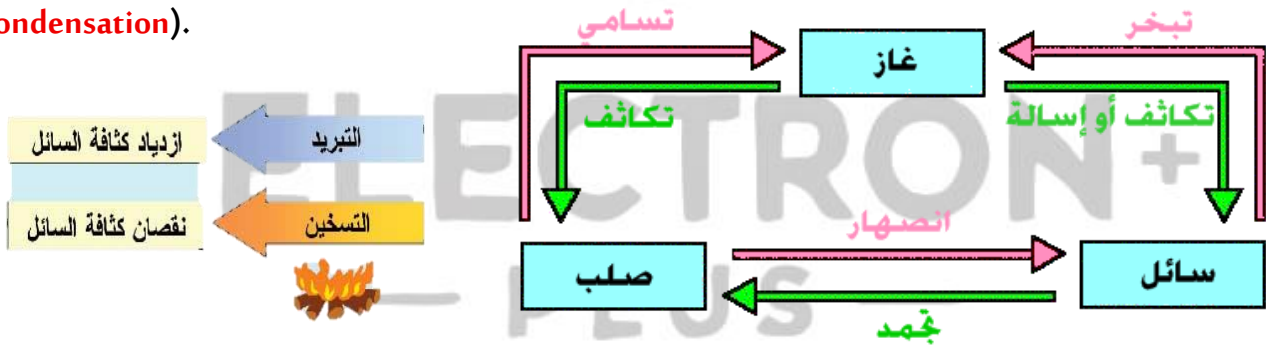 ondensation).
تسامي
تبخر
غاز
تكاثف
تكاثف أو إسالة
ازدياد كثافة السائل
التبريد
نقصان كثافة السائل
التسخين
انصهار
صلب
سائل
تجمد
ELECTRON+
PLUS